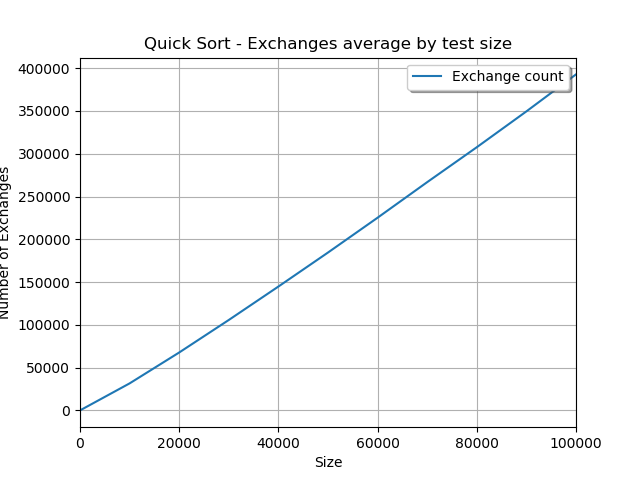 Quick Sort - Exchanges average by test size
Exchange count
400000
350000
300000
250000
200000
150000
100000
50000
0
Number of Exchanges
0 20000 40000 60000 80000 100000
Size